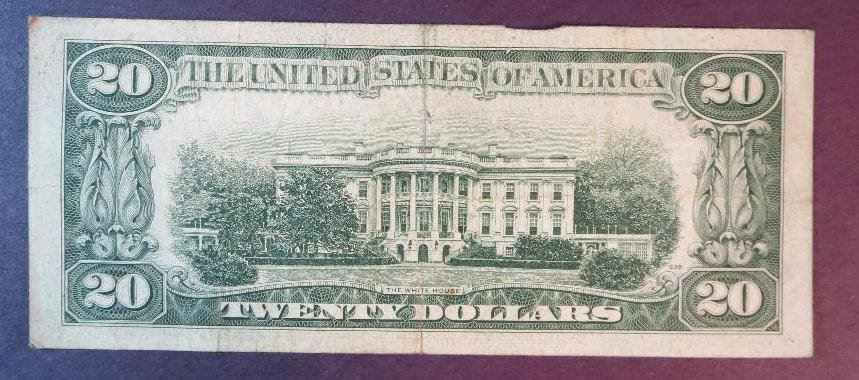 20 THE UNITED STATES OF AMERICA 20
THE WHITE HOUSE
20 TWENTY DOLLARS 20